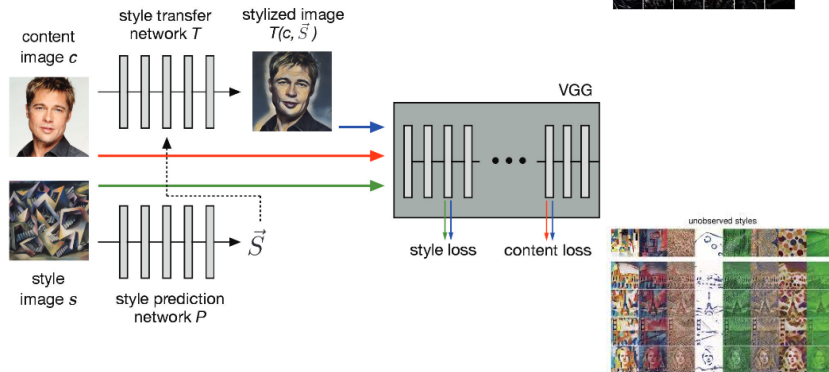 style transfer
network T
stylized image
T(c, S⃗ )
content
image c
VGG
style loss
content loss
S⃗
style
image s
style prediction
network P
unobserved styles